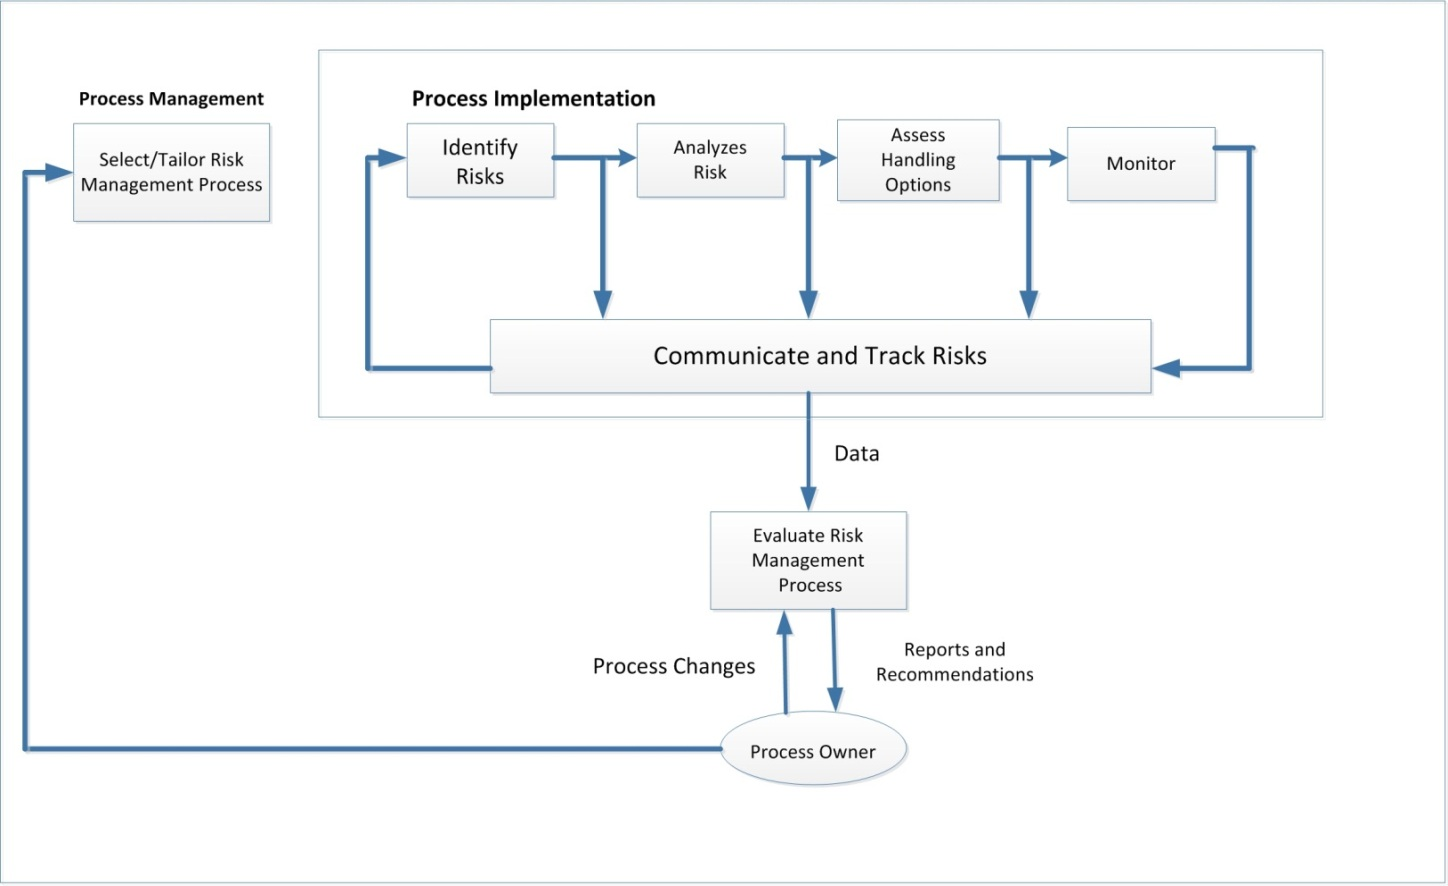 Process Management
Select/Tailor Risk
Management Process
Process Implementation
Identify
Risks
Analyzes
Risk
Assess
Handling
Options
Monitor
Communicate and Track Risks
Data
Evaluate Risk
Management
Process
Process Changes
Reports and
Recommendations
Process Owner